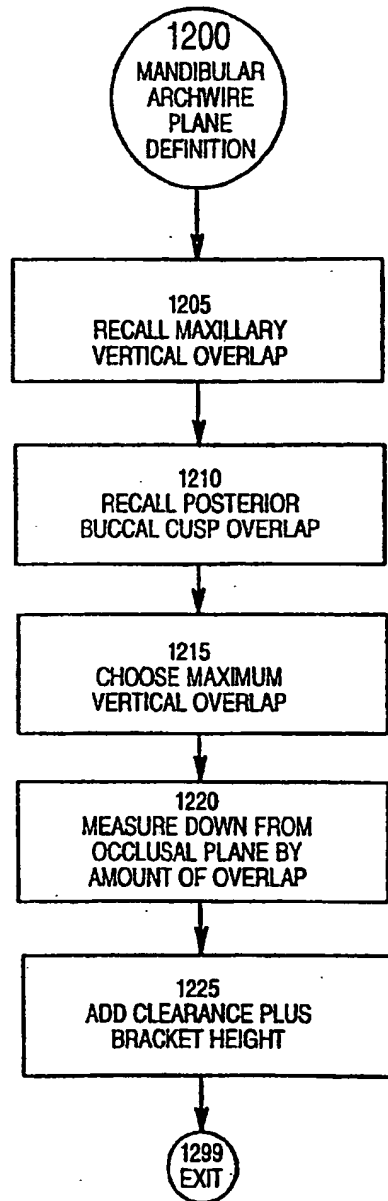 1200
MANDIBULAR
ARCHWIRE
PLANE
DEFINITION
1205
RECALL MAXILLARY
VERTICAL OVERLAP
1210
RECALL POSTERIOR
BUCCAL CUSP OVERLAP
1215
CHOOSE MAXIMUM
VERTICAL OVERLAP
1220
MEASURE DOWN FROM
OCCLUSAL PLANE BY
AMOUNT OF OVERLAP
1225
ADD CLEARANCE PLUS
BRACKET HEIGHT
1299
EXIT